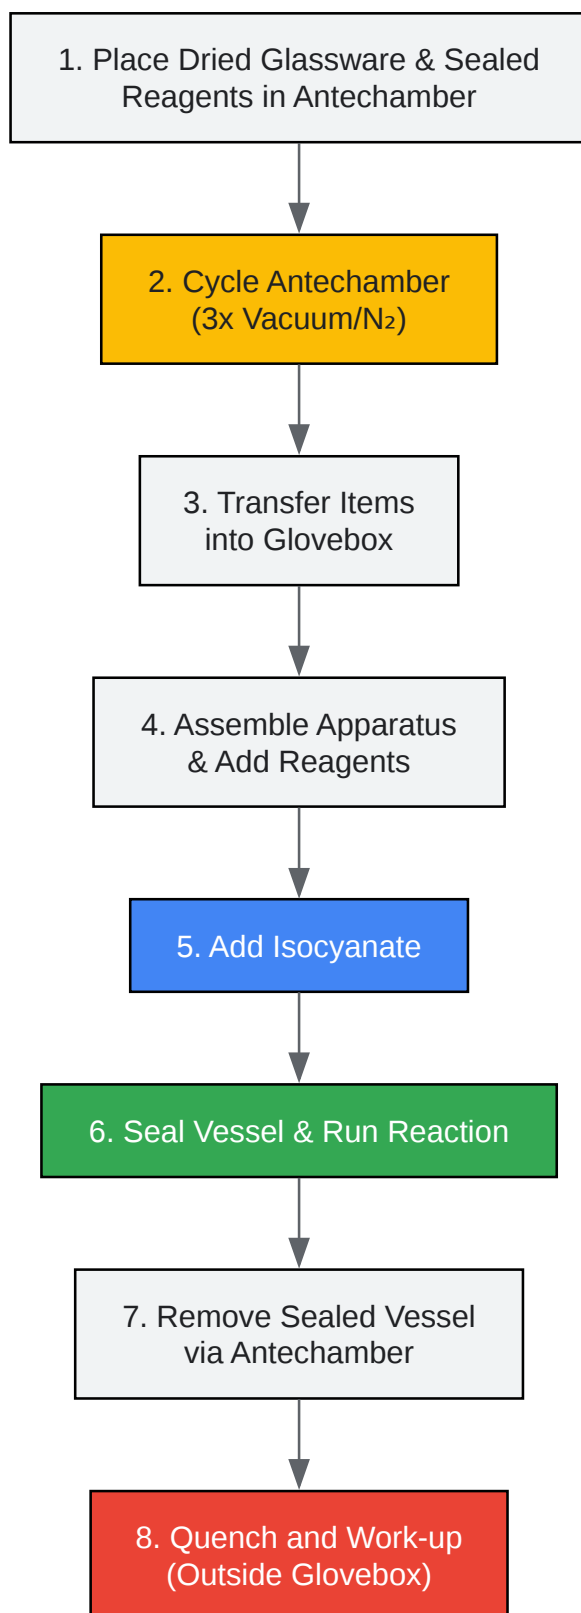 1. Place Dried Glassware & Sealed
Reagents in Antechamber
2. Cycle Antechamber
(3x Vacuum/N₂)
3. Transfer Items
into Glovebox
4. Assemble Apparatus
& Add Reagents
5. Add Isocyanate
6. Seal Vessel & Run Reaction
7. Remove Sealed Vessel
via Antechamber
8. Quench and Work-up
(Outside Glovebox)